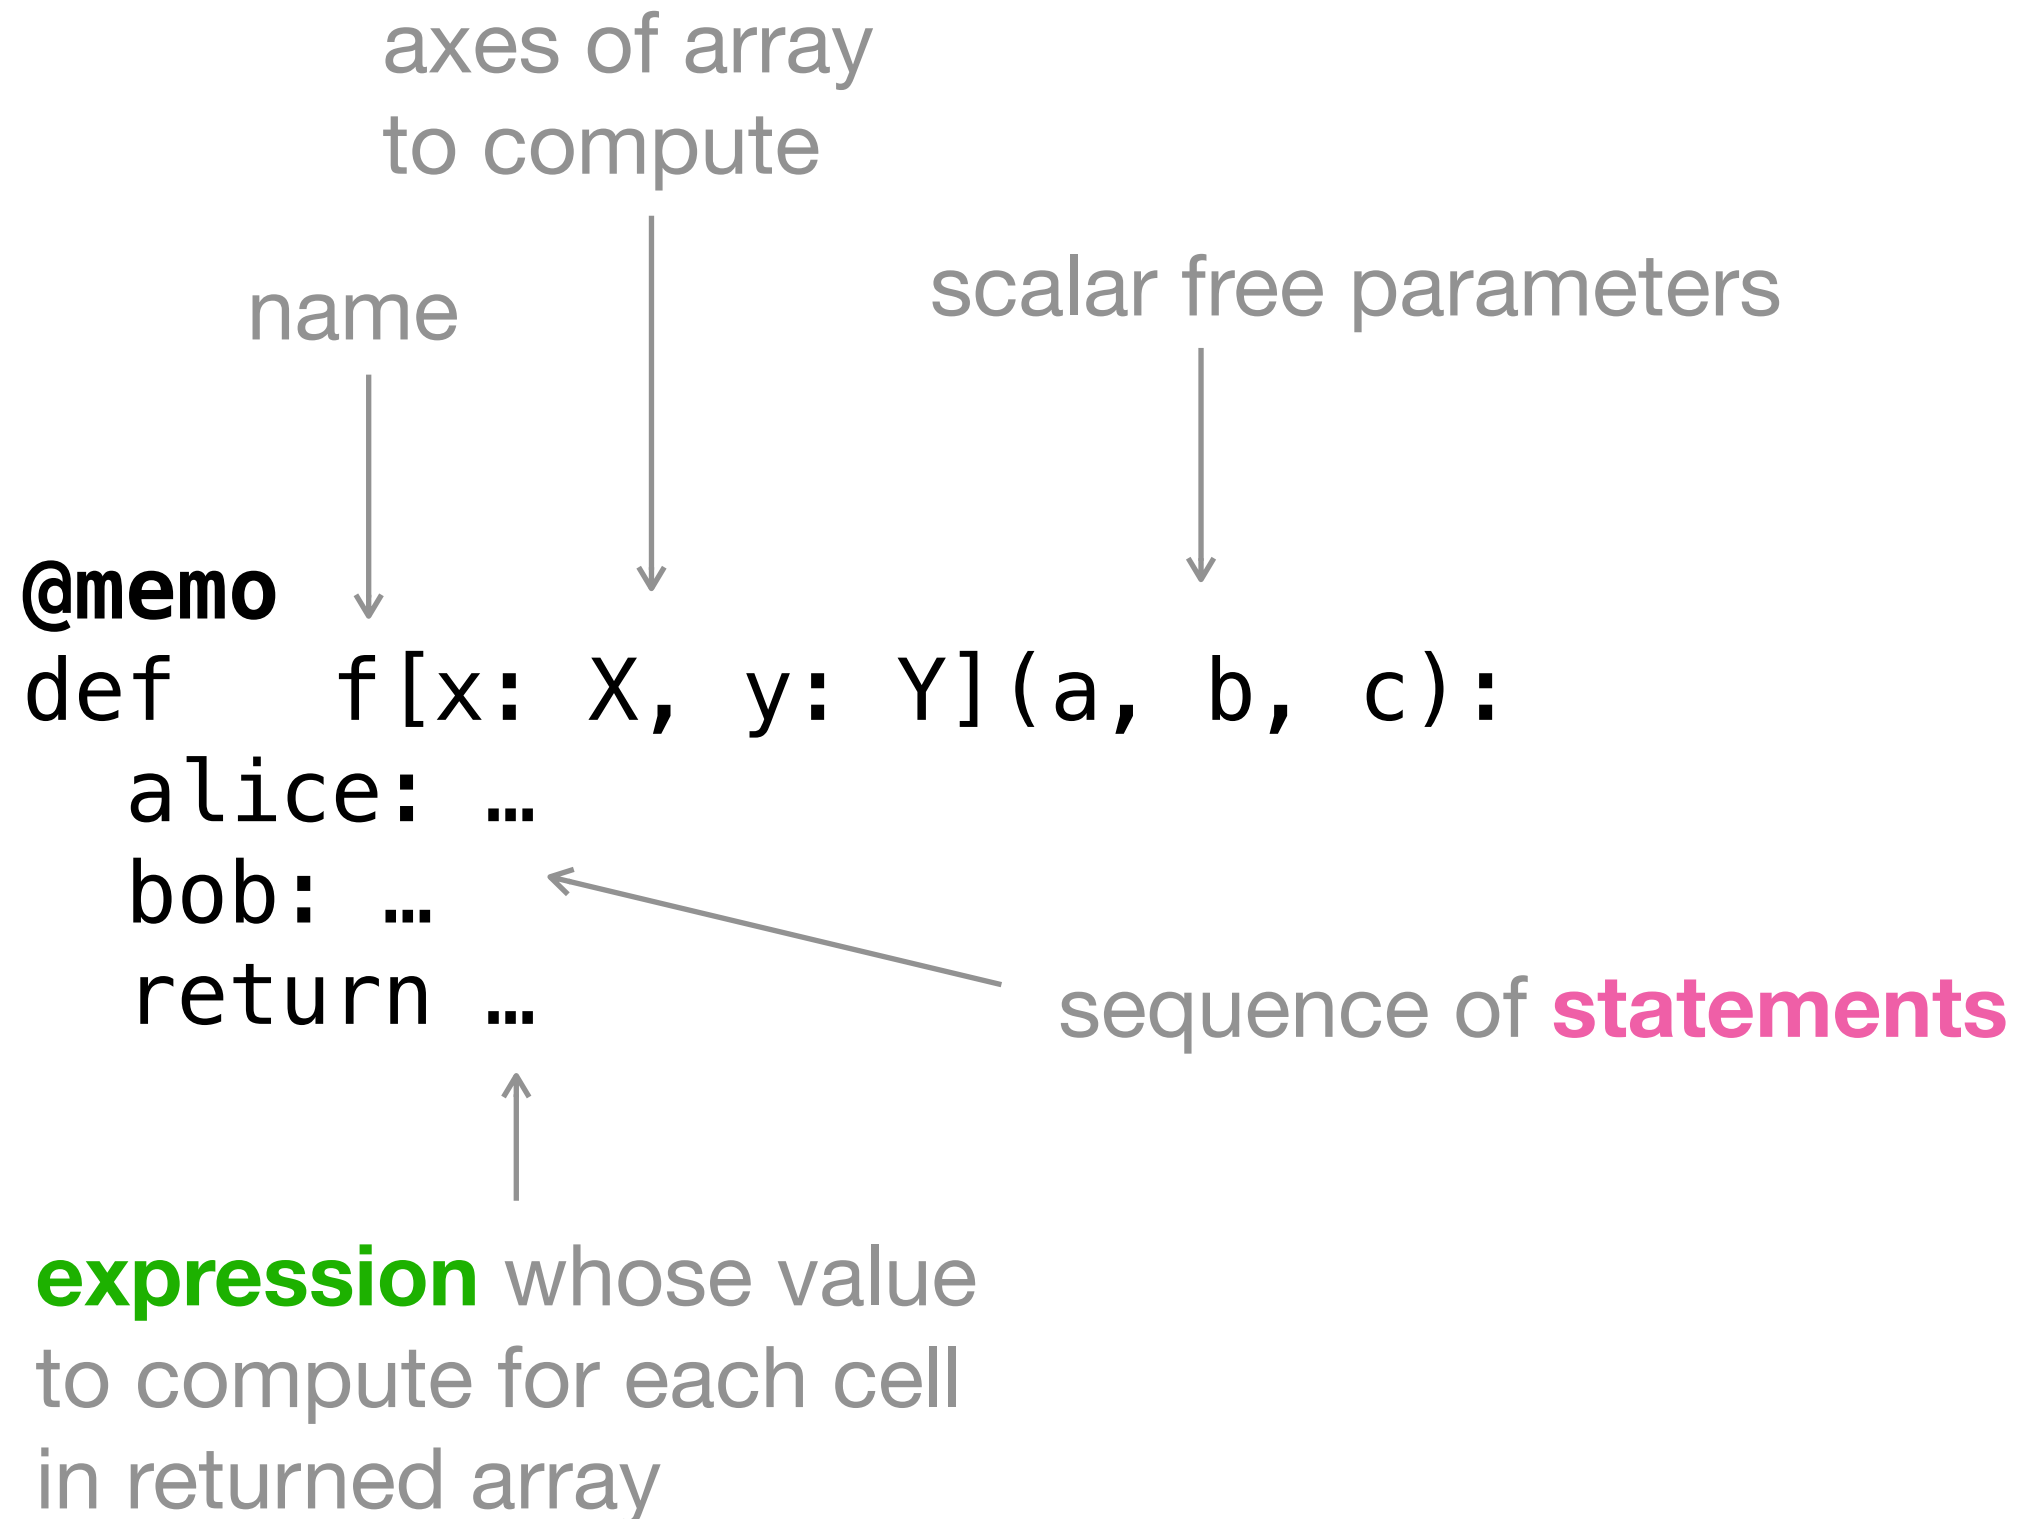 axes of array
to compute
name
scalar free parameters
@memo
def f[x: X, y: Y](a, b, c):
alice: …
bob: …
return …
sequence of statements
expression whose value
to compute for each cell
in returned array